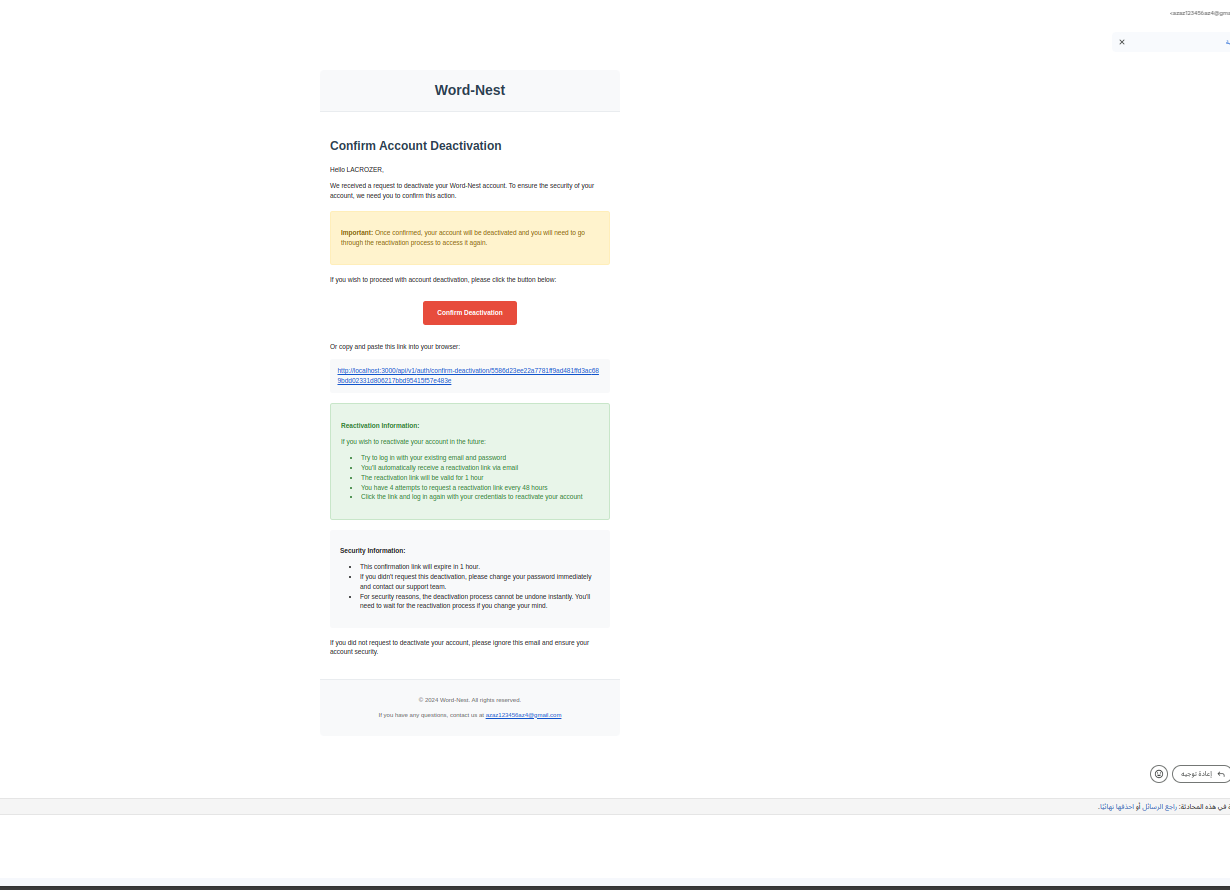 <azaz123456az4@gma
Word-Nest
Confirm Account Deactivation
Hello LACROZER,
We received a request to deactivate your Word-Nest account. To ensure the security of your
account, we need you to confirm this action.
Important: Once confirmed, your account will be deactivated and you will need to go
through the reactivation process to access it again.
If you wish to proceed with account deactivation, please click the button below:
Confirm Deactivation
Or copy and paste this link into your browser:
http://localhost:3000/api/v1/auth/confirm-deactivation/5586d23ee22a7781ff9ad481ffd3ac68
9bdd02331d806217bbd95415f57e483e
Reactivation Information:
If you wish to reactivate your account in the future:
• Try to log in with your existing email and password
• You'll automatically receive a reactivation link via email
• The reactivation link will be valid for 1 hour
• You have 4 attempts to request a reactivation link every 48 hours
• Click the link and log in again with your credentials to reactivate your account
Security Information:
• This confirmation link will expire in 1 hour.
• If you didn't request this deactivation, please change your password immediately
and contact our support team.
• For security reasons, the deactivation process cannot be undone instantly. You'll
need to wait for the reactivation process if you change your mind.
If you did not request to deactivate your account, please ignore this email and ensure your
account security.
© 2024 Word-Nest. All rights reserved.
If you have any questions, contact us at azaz123456az4@gmail.com
إعادة توجيه
في هذه المحادثة: راجع الرسائل أو احذفها نهائيًا.